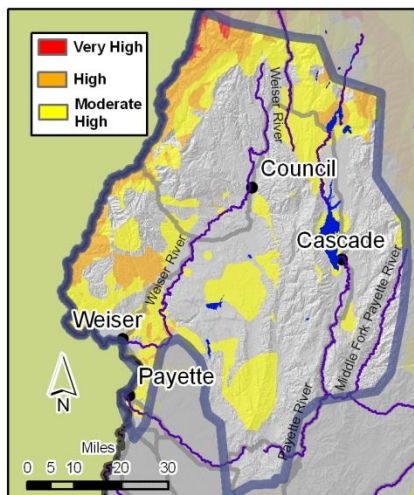 Very High
High
Moderate
High
Weiser River
Council
Cascade
Weiser River
Middle Fork Payette River
Weiser
Payette
Payette River
N
Miles
0 5 10 20 30